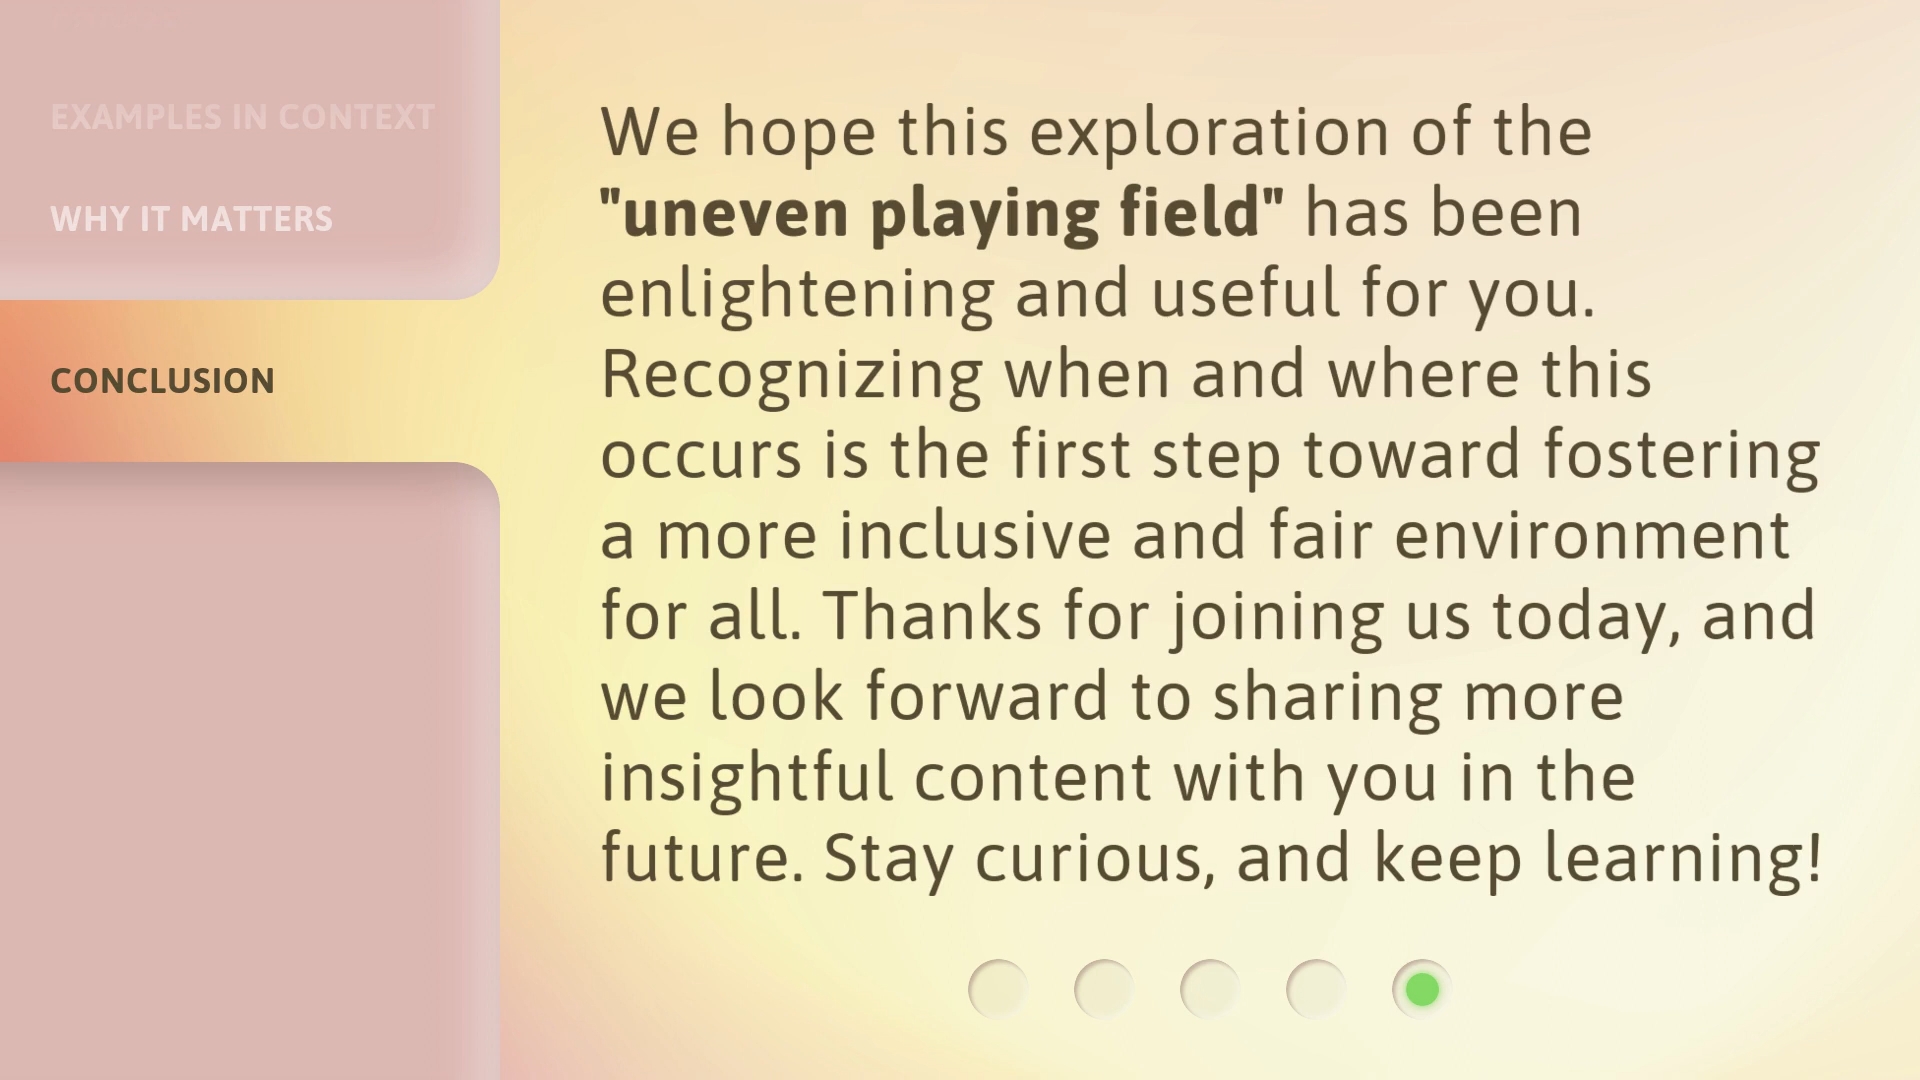 EXAMPLES IN CONTEXT
WHY IT MATTERS
CONCLUSION
We hope this exploration of the
"uneven playing field" has been
enlightening and useful for you.
Recognizing when and where this
occurs is the first step toward fostering
a more inclusive and fair environment
for all. Thanks for joining us today, and
we look forward to sharing more
insightful content with you in the
future. Stay curious, and keep learning!